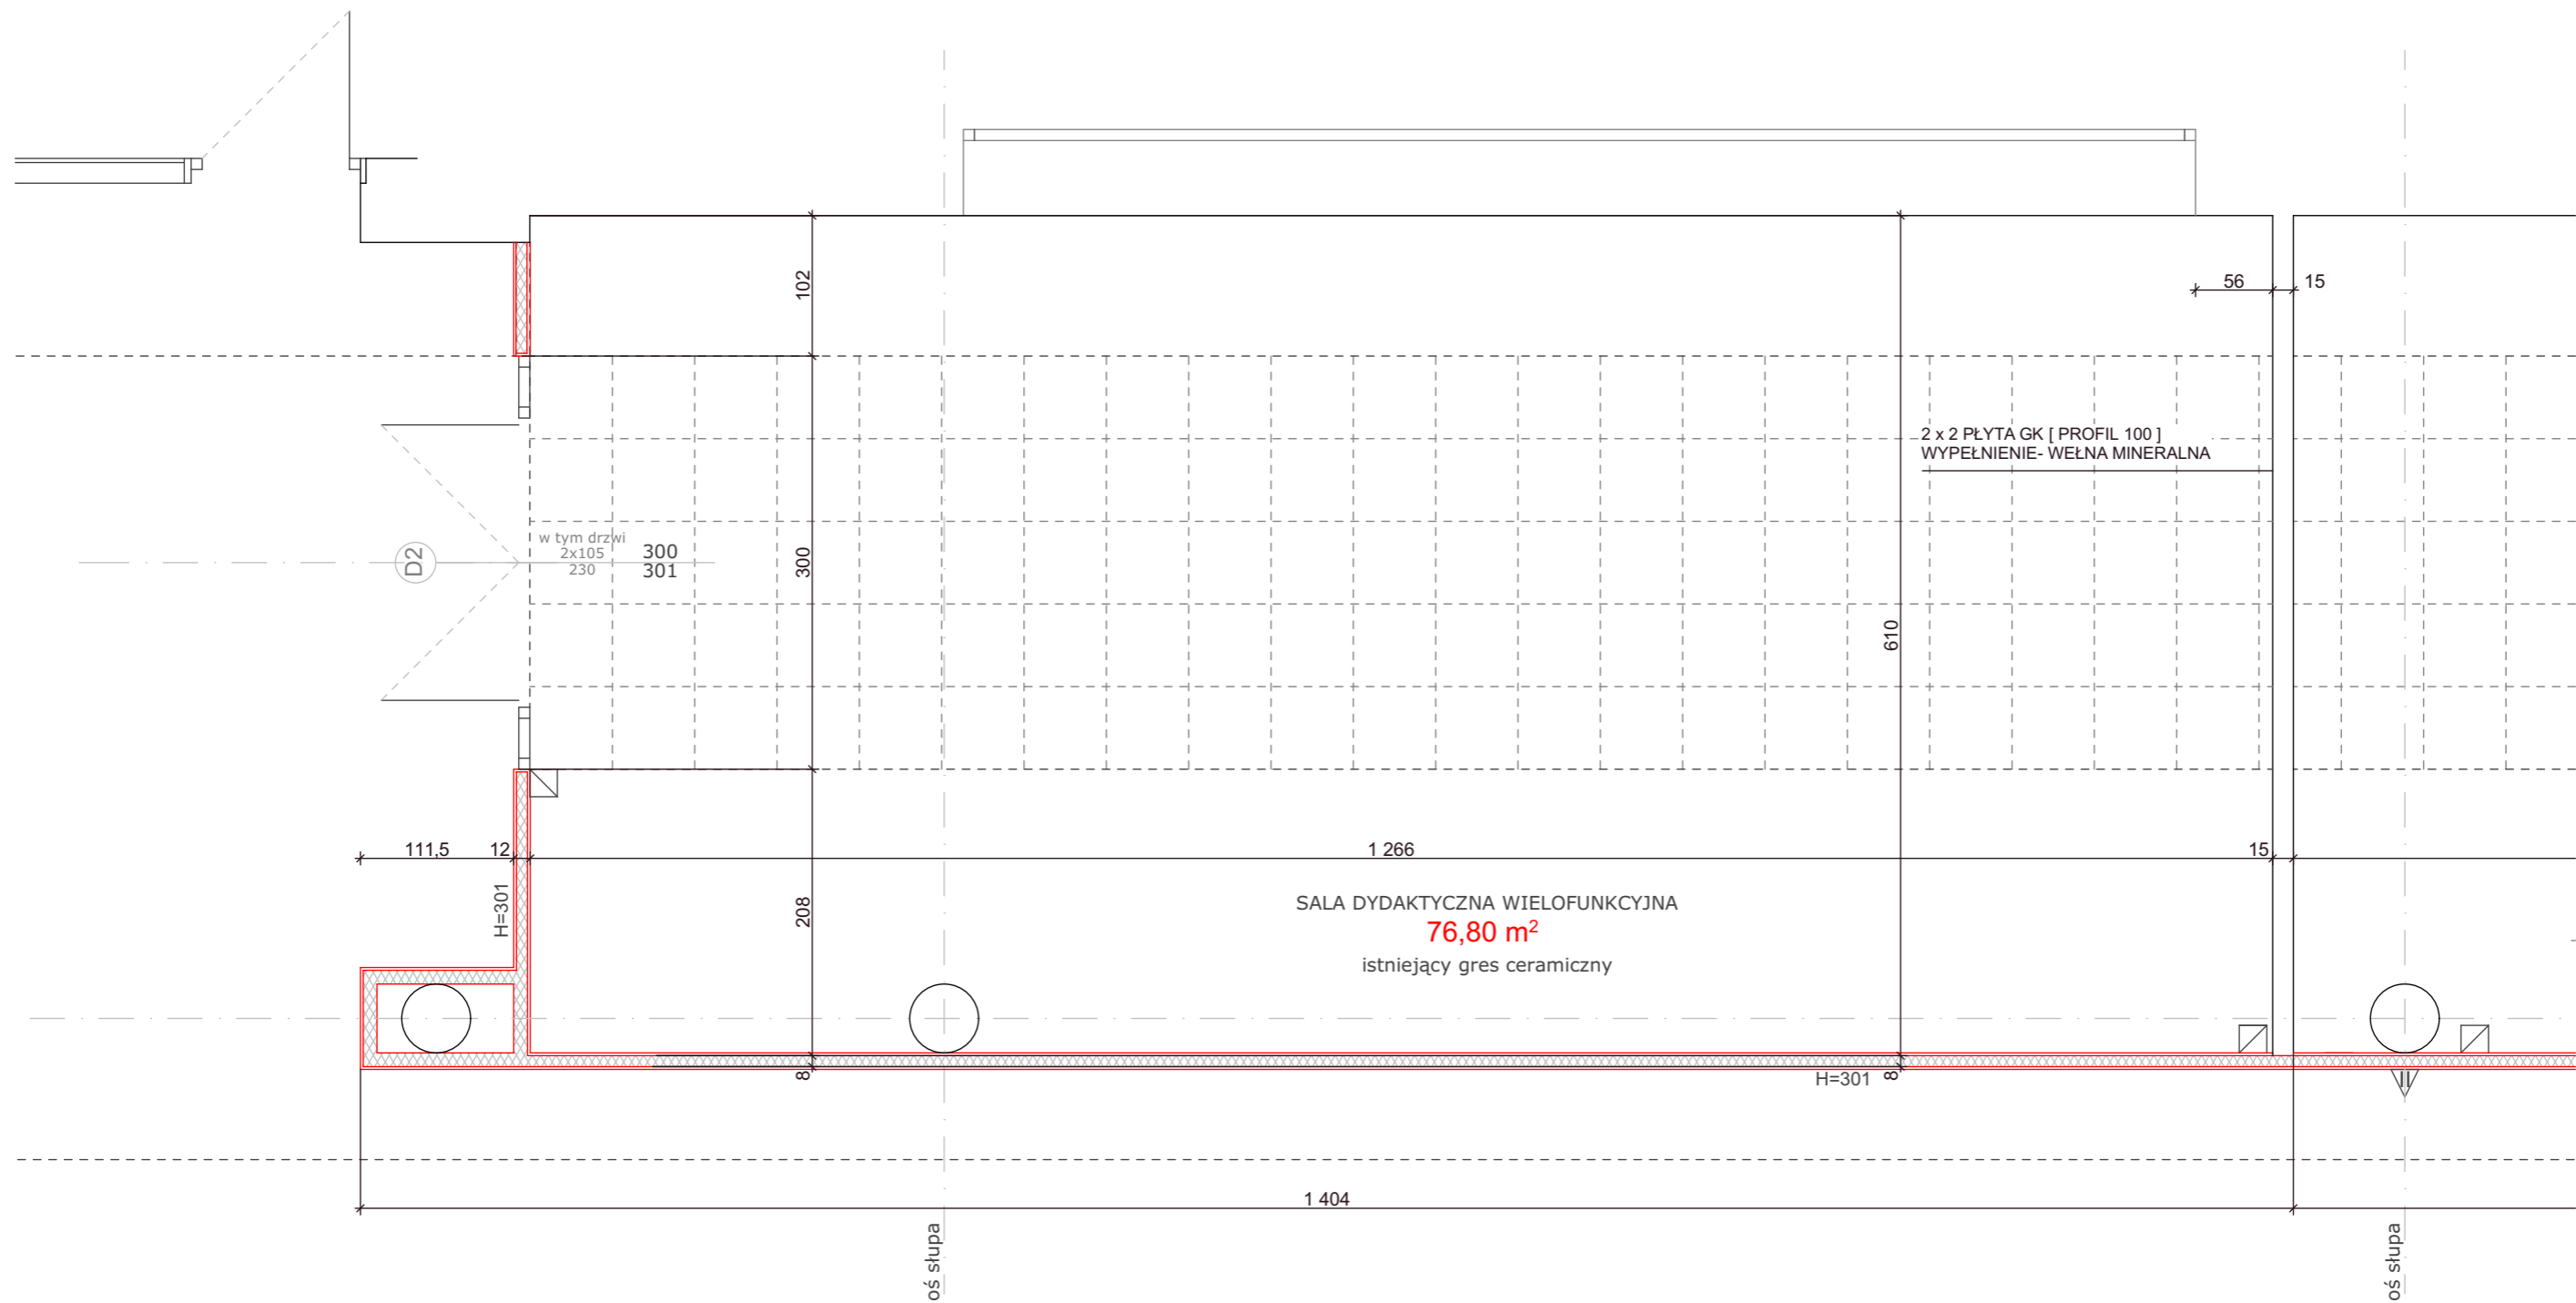 102
56
15
2 x 2 PŁYTA GK [ PROFIL 100 ]
WYPEŁNIENIE- WEŁNA MINERALNA
D2
w tym drzwi
2x105
230
300
301
300
610
111,5
12
1 266
15
H=301
208
SALA DYDAKTYCZNA WIELOFUNKCYJNA
76,80 m²
istniejący gres ceramiczny
8
H=301
8
II
1 404
oś słupa
oś słupa